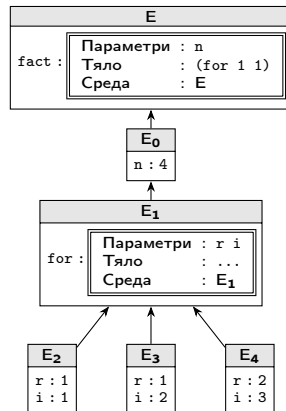 E
fact :
Параметри : n
Тяло : (for 1 1)
Среда : E
E₀
n : 4
E₁
for :
Параметри : r i
Тяло : ...
Среда : E₁
E₂
r : 1
i : 1
E₃
r : 1
i : 2
E₄
r : 2
i : 3